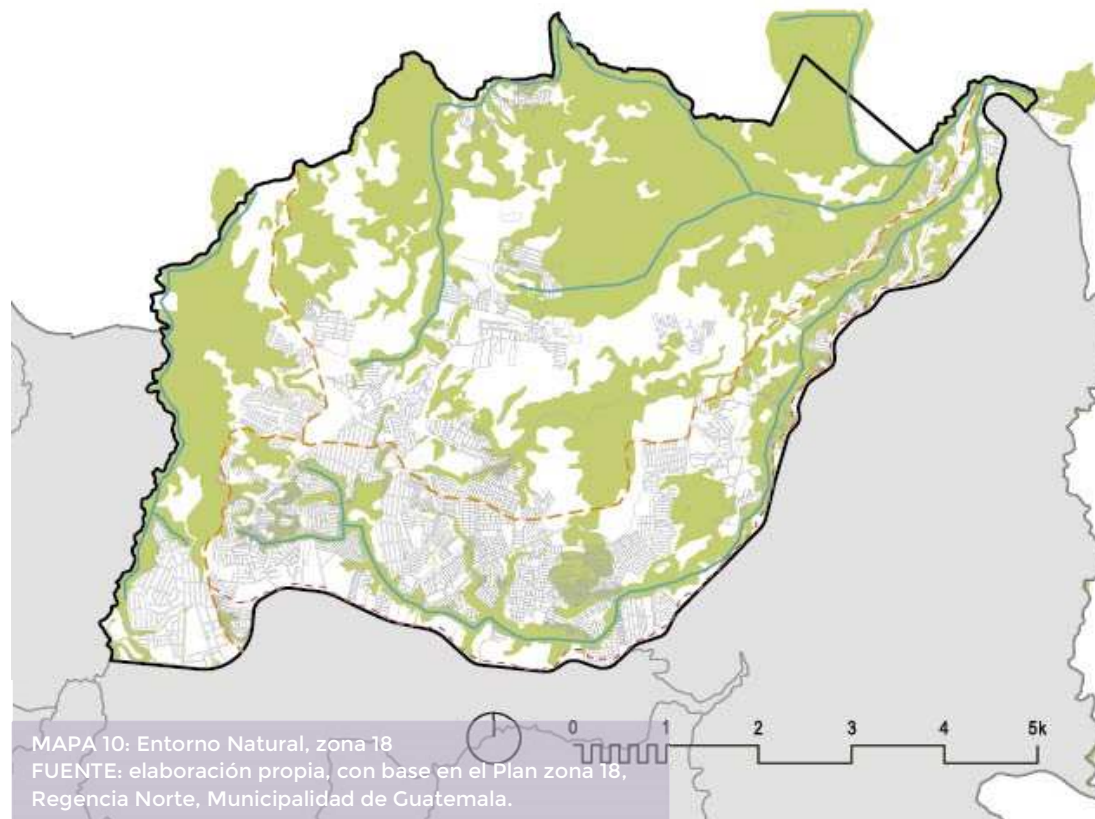 0 1 2 3 4 5k
MAPA 10: Entorno Natural, zona 18
FUENTE: elaboración propia, con base en el Plan zona 18,
Regencia Norte, Municipalidad de Guatemala.